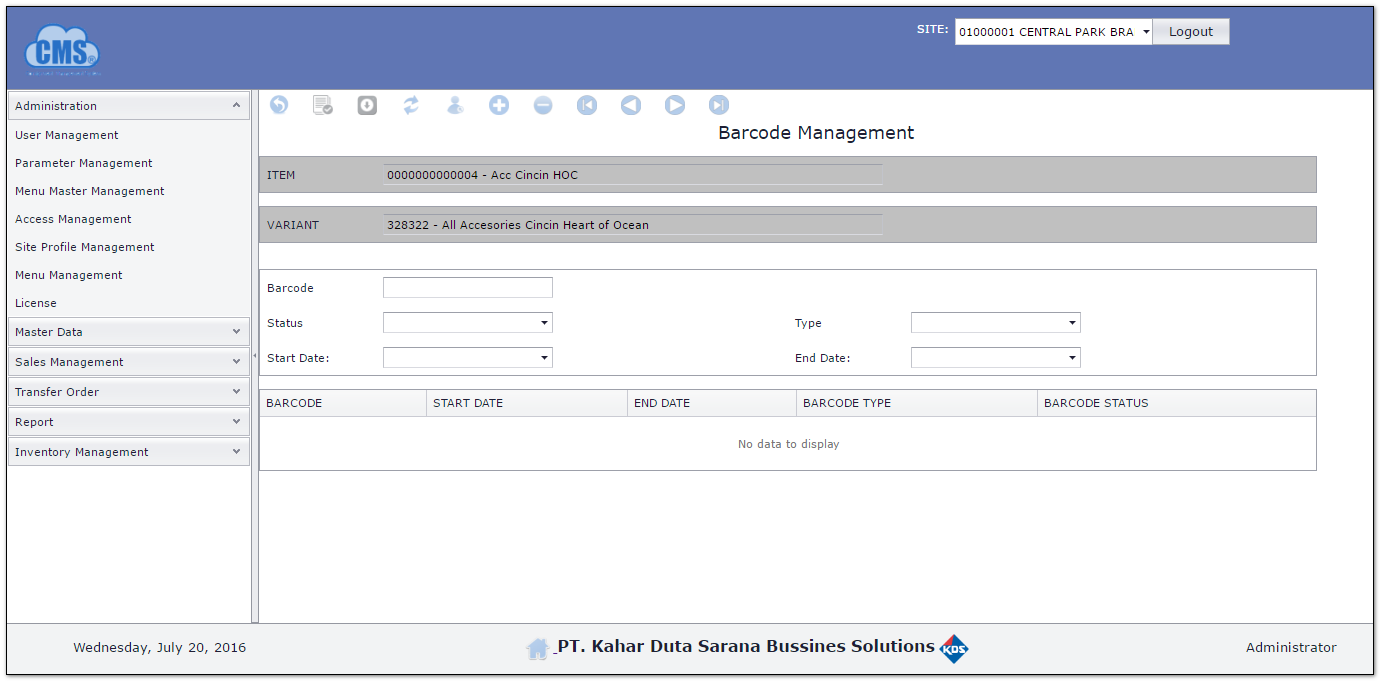 CMS®
SITE: 01000001 CENTRAL PARK BRA Logout
Administration
User Management
Parameter Management
Menu Master Management
Access Management
Site Profile Management
Menu Management
License
Master Data
Sales Management
Transfer Order
Report
Inventory Management
Barcode Management
ITEM 0000000000004 - Acc Cincin HOC
VARIANT 328322 - All Accesories Cincin Heart of Ocean
Barcode
Status Type
Start Date: End Date:
BARCODE START DATE END DATE BARCODE TYPE BARCODE STATUS
No data to display
Wednesday, July 20, 2016 PT. Kahar Duta Sarana Bussines Solutions KDS Administrator